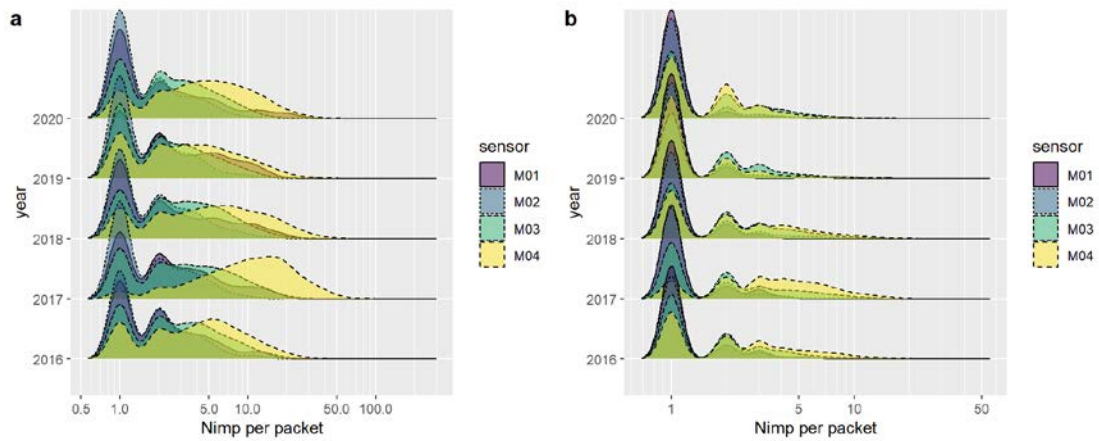 a
year
2020
2019
2018
2017
2016
0.5 1.0 5.0 10.0 50.0 100.0
Nimp per packet
sensor
M01
M02
M03
M04
b
year
2020
2019
2018
2017
2016
1 5 10 50
Nimp per packet
sensor
M01
M02
M03
M04